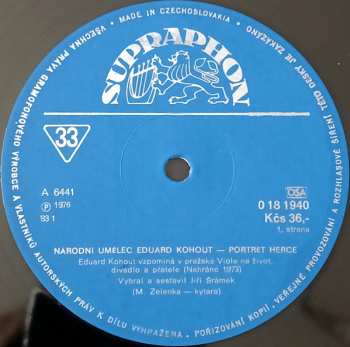 VŠECHNA PRÁVA GRAMOFONOVÉHO VÝROBCE A VLASTNÍKŮ AUTORSKÝCH PRÁV K DÍLU VYHRAZENA. POŘIZOVÁNÍ KOPIÍ, VEŘEJNÉ PROVOZOVÁNÍ A ROZHLASOVÉ ŠÍŘENÍ TÉTO DESKY JE ZAKÁZÁNO • MADE IN CZECHOSLOVAKIA •
SUPRAPHON
33
A 6441
Ⓟ 1976
83 1
OSA
0 18 1940
Kčs 36,-
1. strana
NÁRODNÍ UMĚLEC EDUARD KOHOUT — PORTRÉT HERCE
Eduard Kohout vzpomíná v pražské Viole na život,
divadlo a přátele (Nahráno 1973)
Vybral a sestavil Jiří Šrámek
(M. Zelenka — kytara)